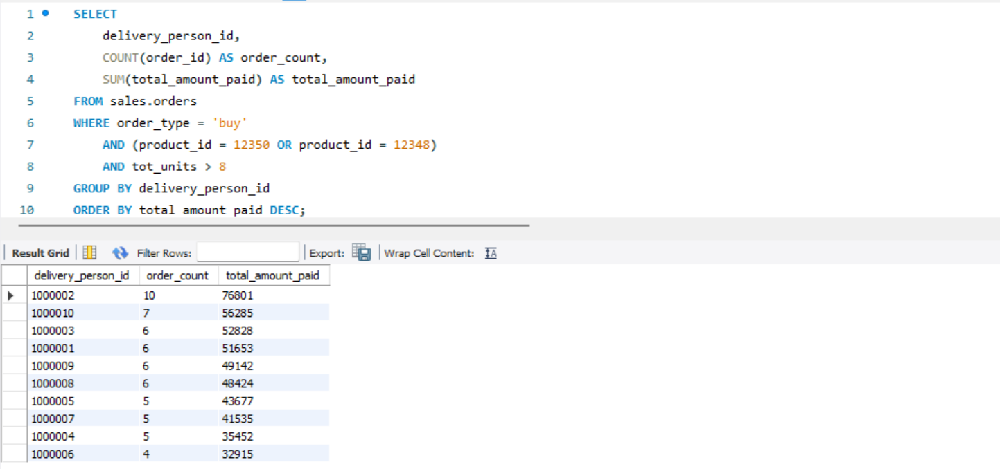 1 SELECT
2 delivery_person_id,
3 COUNT(order_id) AS order_count,
4 SUM(total_amount_paid) AS total_amount_paid
5 FROM sales.orders
6 WHERE order_type = 'buy'
7 AND (product_id = 12350 OR product_id = 12348)
8 AND tot_units > 8
9 GROUP BY delivery_person_id
10 ORDER BY total amount paid DESC;
Result Grid Filter Rows: Export: Wrap Cell Content: IA
delivery_person_id order_count total_amount_paid
1000002 10 76801
1000010 7 56285
1000003 6 52828
1000001 6 51653
1000009 6 49142
1000008 6 48424
1000005 5 43677
1000007 5 41535
1000004 5 35452
1000006 4 32915